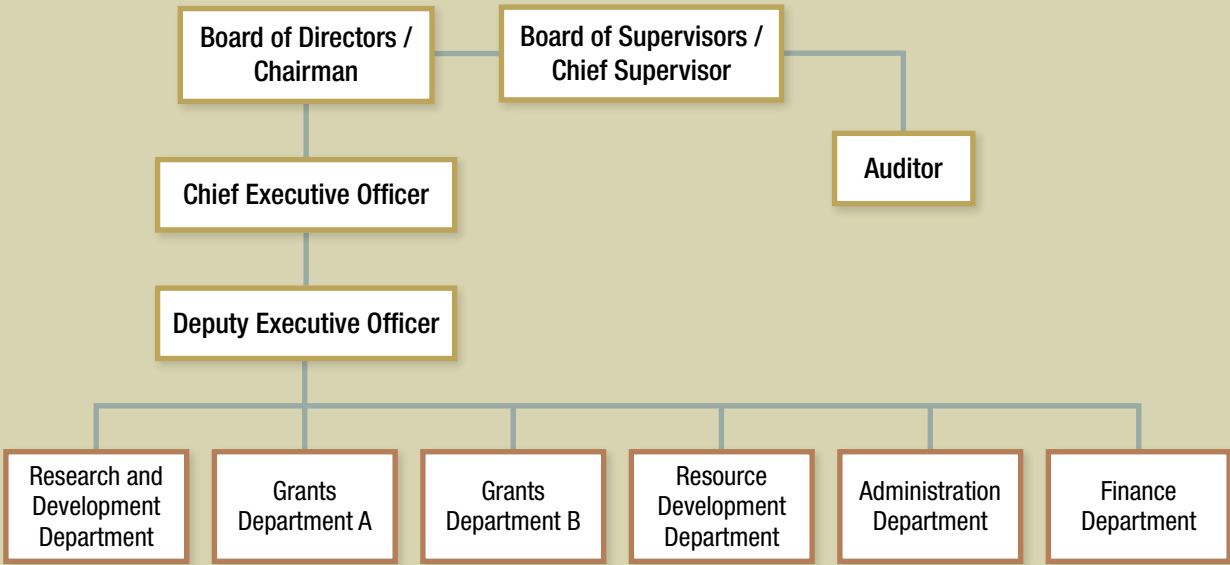 Board of Directors /
Chairman
Board of Supervisors /
Chief Supervisor
Auditor
Chief Executive Officer
Deputy Executive Officer
Research and
Development
Department
Grants
Department A
Grants
Department B
Resource
Development
Department
Administration
Department
Finance
Department